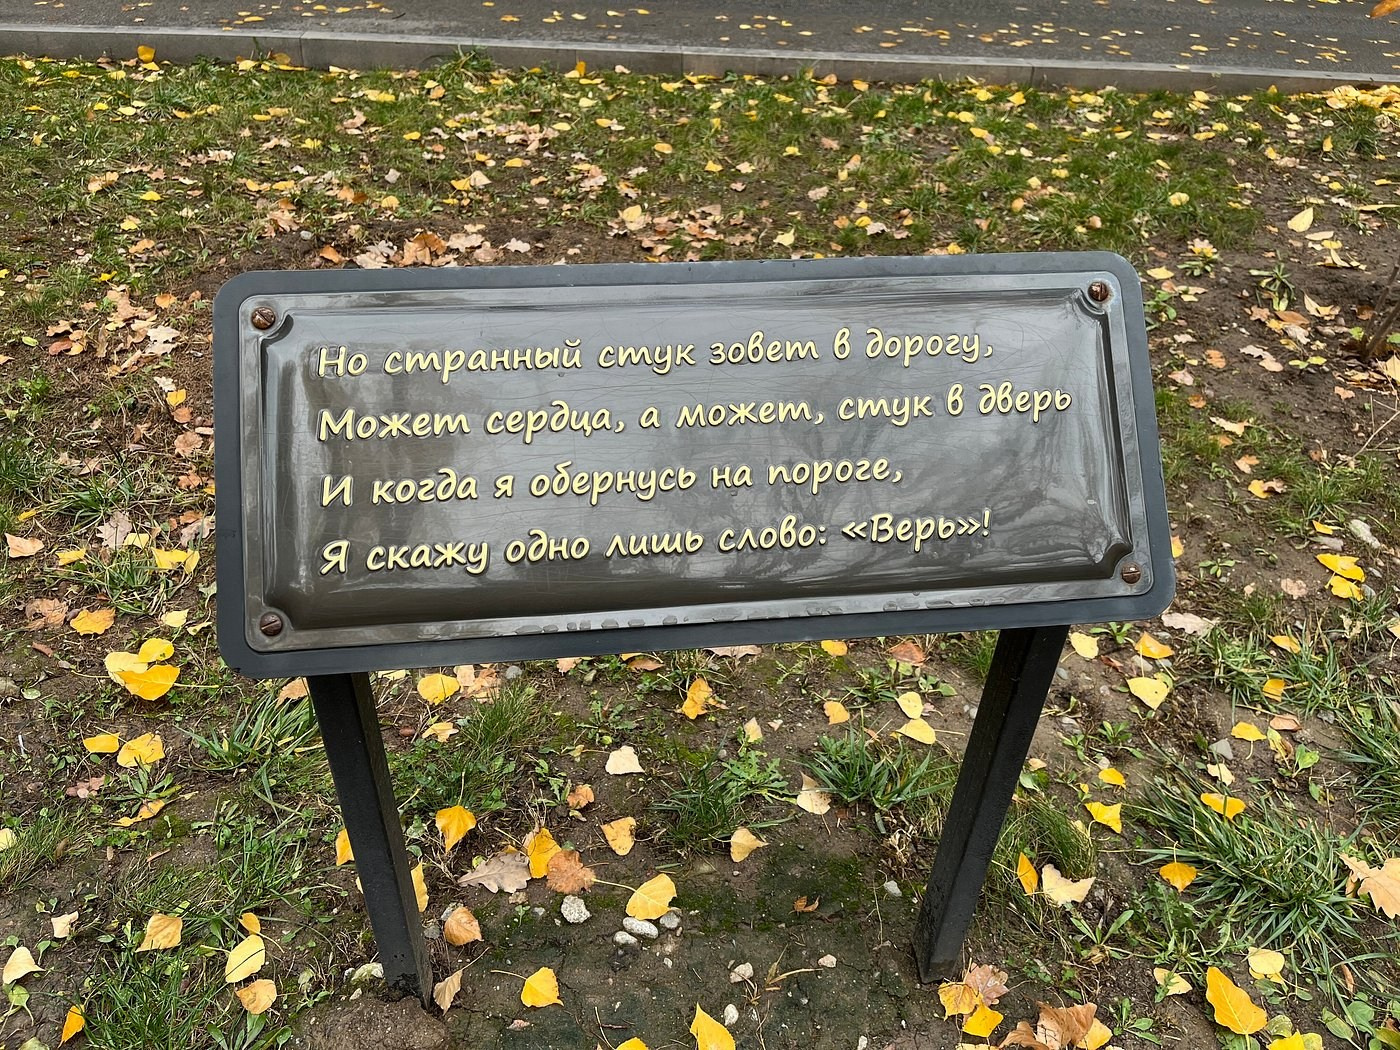 Но странный стук зовет в дорогу,
Может сердца, а может, стук в дверь
И когда я обернусь на пороге,
Я скажу одно лишь слово: «Верь»!